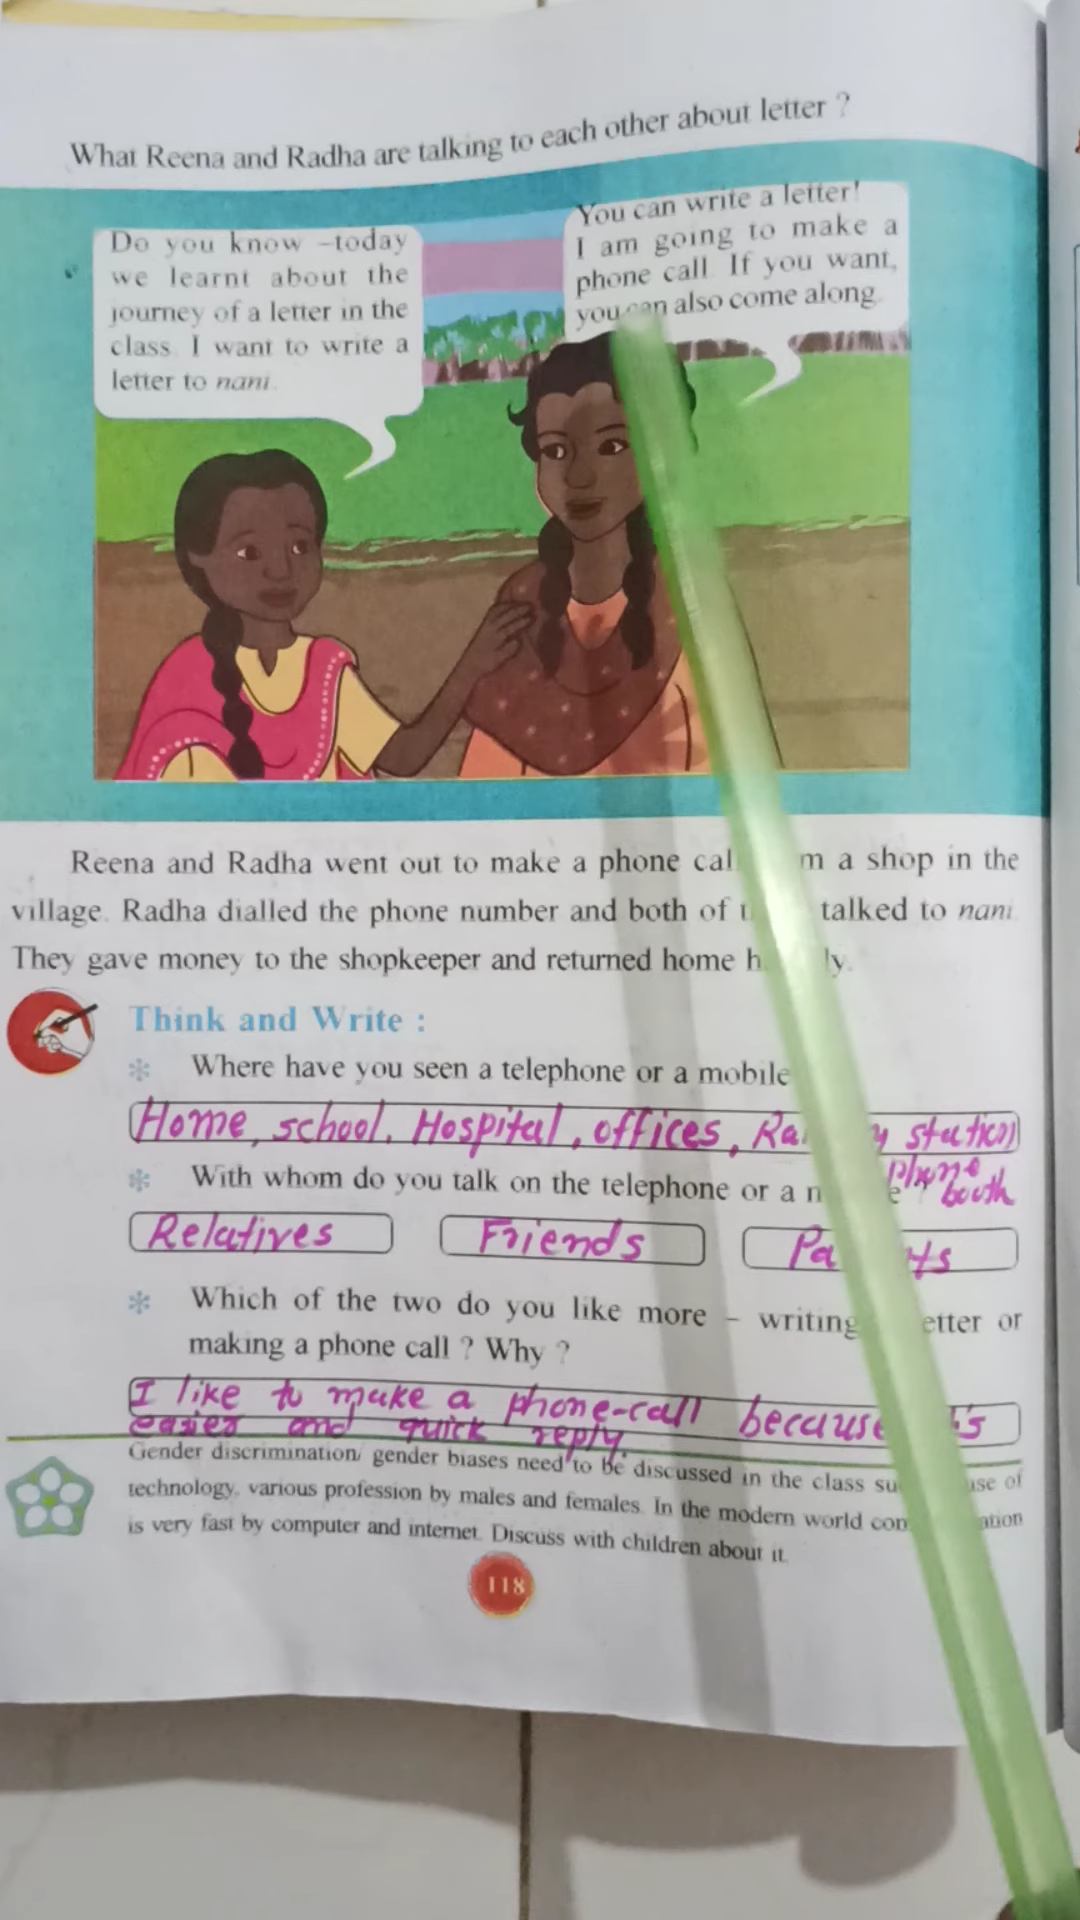 What Reena and Radha are talking to each other about letter ?
Do you know –today
we learnt about the
journey of a letter in the
class. I want to write a
letter to nani.
You can write a letter!
I am going to make a
phone call. If you want,
you can also come along.
Reena and Radha went out to make a phone cal m a shop in the
village. Radha dialled the phone number and both of t talked to nani.
They gave money to the shopkeeper and returned home h ly.
Think and Write :
Where have you seen a telephone or a mobile
Home, school, Hospital, offices, Ra y station
phone
booth
With whom do you talk on the telephone or a m e ?
Relatives Friends Pa ts
Which of the two do you like more – writing etter or
making a phone call ? Why ?
I like to make a phone-call because 's
easier and quick reply.
Gender discrimination/ gender biases need to be discussed in the class su use of
technology, various profession by males and females. In the modern world com ation
is very fast by computer and internet. Discuss with children about it.
118